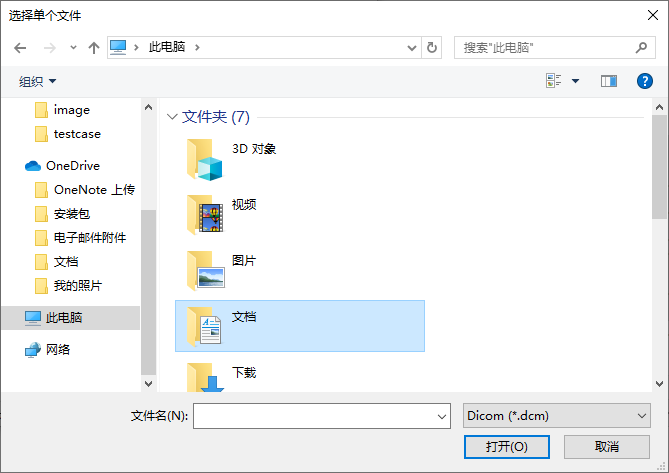 选择单个文件
此电脑
搜索"此电脑"
组织
image
testcase
OneDrive
OneNote 上传
安装包
电子邮件附件
文档
我的照片
此电脑
网络
文件夹 (7)
3D 对象
视频
图片
文档
下载
文件名(N):
Dicom (*.dcm)
打开(O)
取消